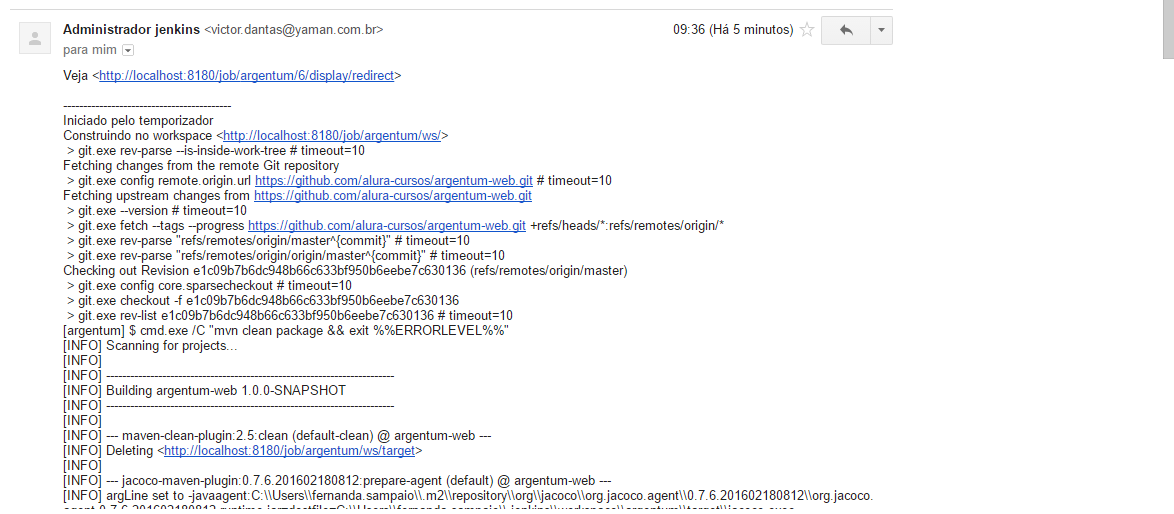 Administrador jenkins <victor.dantas@yaman.com.br> 09:36 (Há 5 minutos)
para mim
Veja <http://localhost:8180/job/argentum/6/display/redirect>
------------------------------------------
Iniciado pelo temporizador
Construindo no workspace <http://localhost:8180/job/argentum/ws/>
> git.exe rev-parse --is-inside-work-tree # timeout=10
Fetching changes from the remote Git repository
> git.exe config remote.origin.url https://github.com/alura-cursos/argentum-web.git # timeout=10
Fetching upstream changes from https://github.com/alura-cursos/argentum-web.git
> git.exe --version # timeout=10
> git.exe fetch --tags --progress https://github.com/alura-cursos/argentum-web.git +refs/heads/*:refs/remotes/origin/*
> git.exe rev-parse "refs/remotes/origin/master^{commit}" # timeout=10
> git.exe rev-parse "refs/remotes/origin/origin/master^{commit}" # timeout=10
Checking out Revision e1c09b7b6dc948b66c633bf950b6eebe7c630136 (refs/remotes/origin/master)
> git.exe config core.sparsecheckout # timeout=10
> git.exe checkout -f e1c09b7b6dc948b66c633bf950b6eebe7c630136
> git.exe rev-list e1c09b7b6dc948b66c633bf950b6eebe7c630136 # timeout=10
[argentum] $ cmd.exe /C "mvn clean package && exit %%ERRORLEVEL%%"
[INFO] Scanning for projects...
[INFO]
[INFO] ------------------------------------------------------------------------
[INFO] Building argentum-web 1.0.0-SNAPSHOT
[INFO] ------------------------------------------------------------------------
[INFO]
[INFO] --- maven-clean-plugin:2.5:clean (default-clean) @ argentum-web ---
[INFO] Deleting <http://localhost:8180/job/argentum/ws/target>
[INFO]
[INFO] --- jacoco-maven-plugin:0.7.6.201602180812:prepare-agent (default) @ argentum-web ---
[INFO] argLine set to -javaagent:C:\\Users\\fernanda.sampaio\\.m2\\repository\\org\\jacoco\\org.jacoco.agent\\0.7.6.201602180812\\org.jacoco.